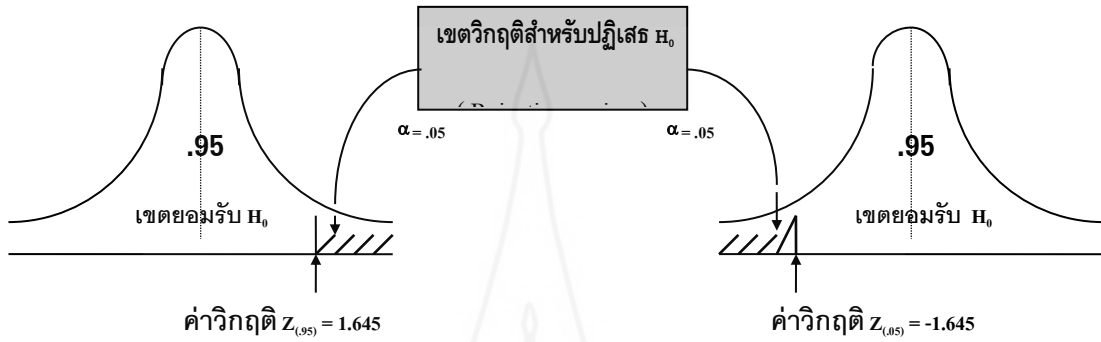 เขตวิกฤติสำหรับปฏิเสธ H₀
α = .05
α = .05
.95
.95
เขตยอมรับ H₀
เขตยอมรับ H₀
ค่าวิกฤติ Z(.95) = 1.645
ค่าวิกฤติ Z(.05) = -1.645